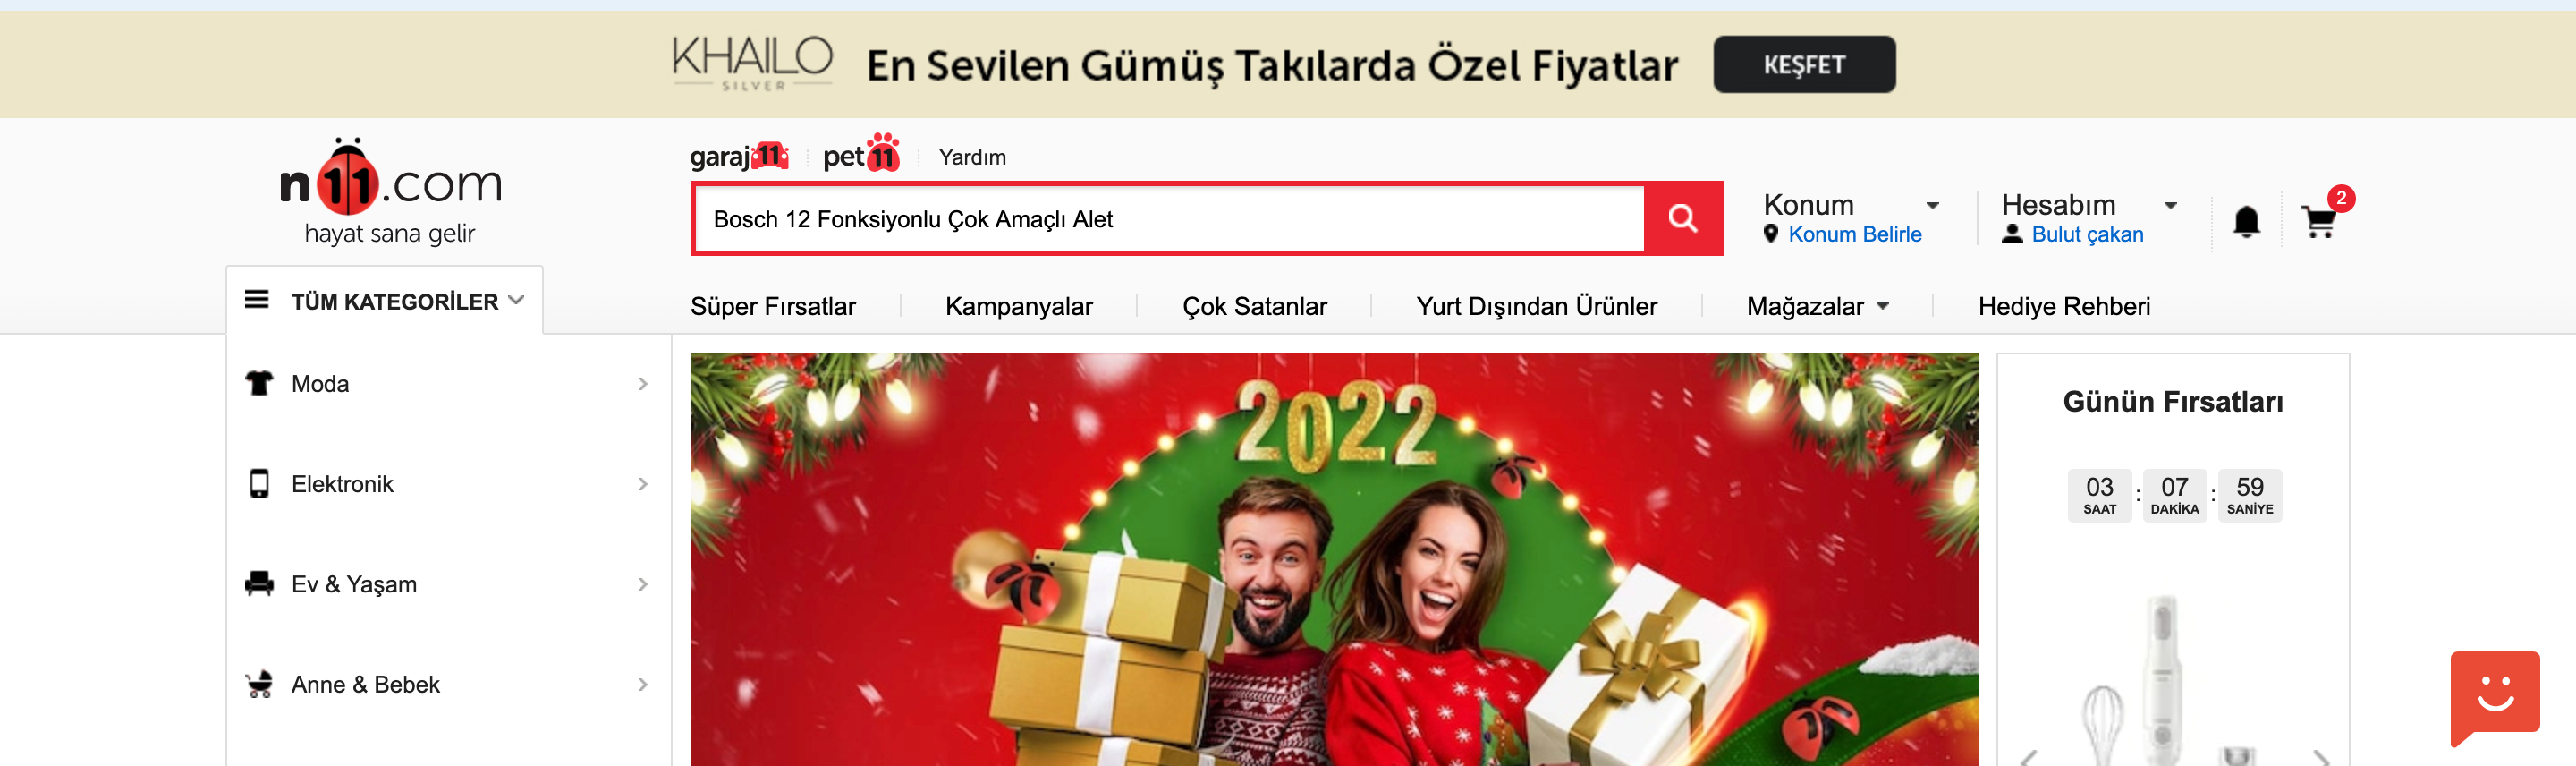 KHAILO
SILVER
En Sevilen Gümüş Takılarda Özel Fiyatlar
KEŞFET
n11.com
hayat sana gelir
garaj11
pet11
Yardım
Bosch 12 Fonksiyonlu Çok Amaçlı Alet
Konum
Konum Belirle
Hesabım
Bulut çakan
2
TÜM KATEGORİLER
Süper Fırsatlar
Kampanyalar
Çok Satanlar
Yurt Dışından Ürünler
Mağazalar
Hediye Rehberi
Moda
Elektronik
Ev & Yaşam
Anne & Bebek
2022
Günün Fırsatları
03 : 07 : 59
SAAT DAKİKA SANİYE